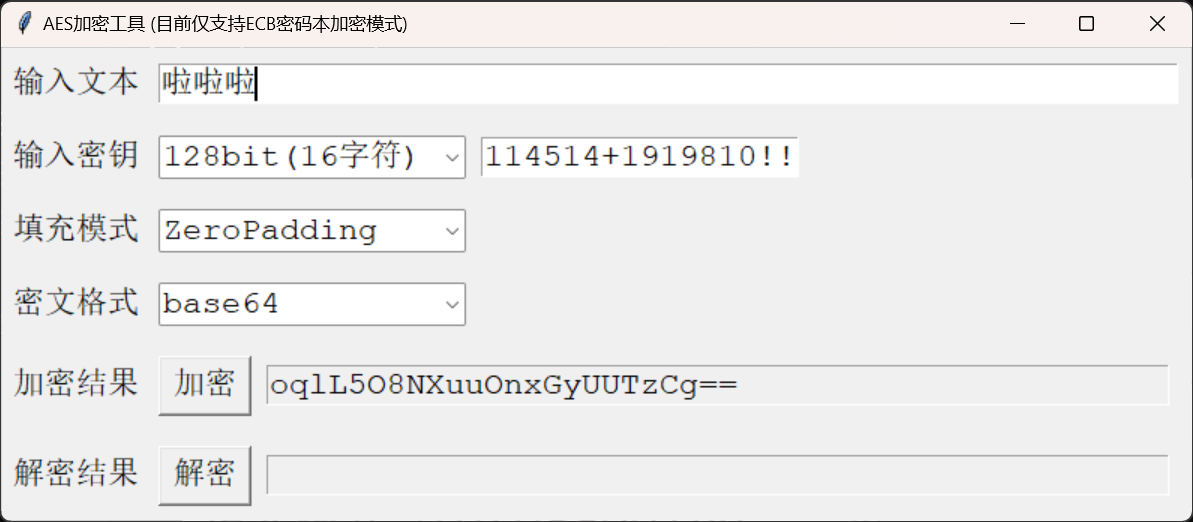 AES加密工具 (目前仅支持ECB密码本加密模式)
输入文本 啦啦啦
输入密钥 128bit(16字符) 114514+1919810!!
填充模式 ZeroPadding
密文格式 base64
加密结果 加密 oqlL5O8NXuuOnxGyUUTzCg==
解密结果 解密